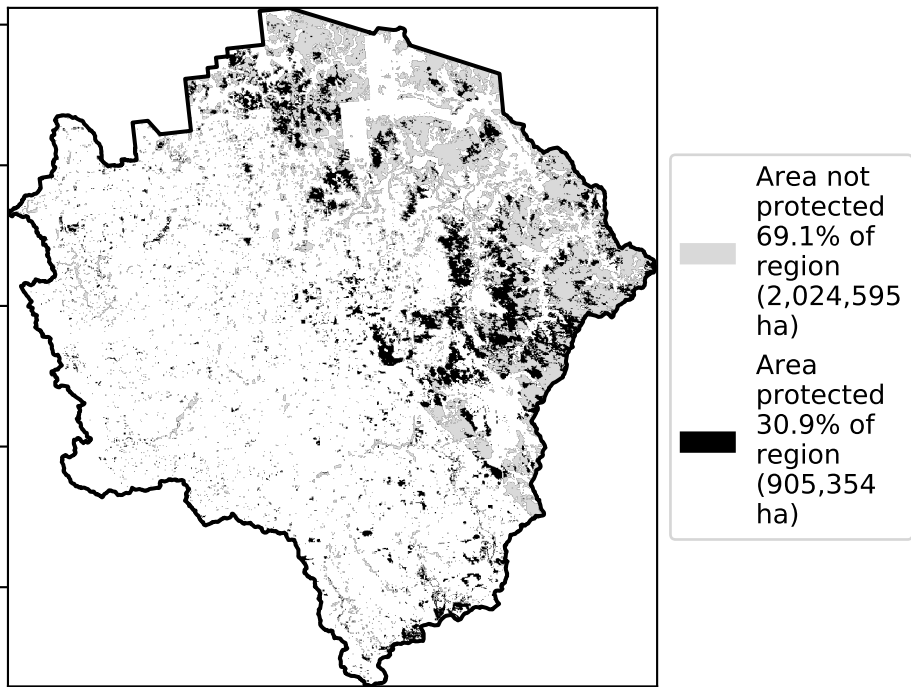 Area not
protected
69.1% of
region
(2,024,595
ha)
Area
protected
30.9% of
region
(905,354
ha)